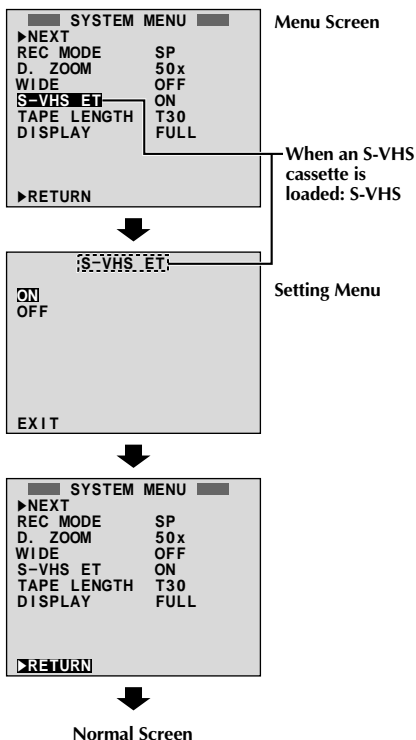 SYSTEM MENU
Menu Screen
▶NEXT
REC MODE SP
D. ZOOM 50x
WIDE OFF
S-VHS ET ON
TAPE LENGTH T30
DISPLAY FULL
▶RETURN
When an S-VHS
cassette is
loaded: S-VHS
S-VHS ET
Setting Menu
ON
OFF
EXIT
SYSTEM MENU
▶NEXT
REC MODE SP
D. ZOOM 50x
WIDE OFF
S-VHS ET ON
TAPE LENGTH T30
DISPLAY FULL
▶RETURN
Normal Screen